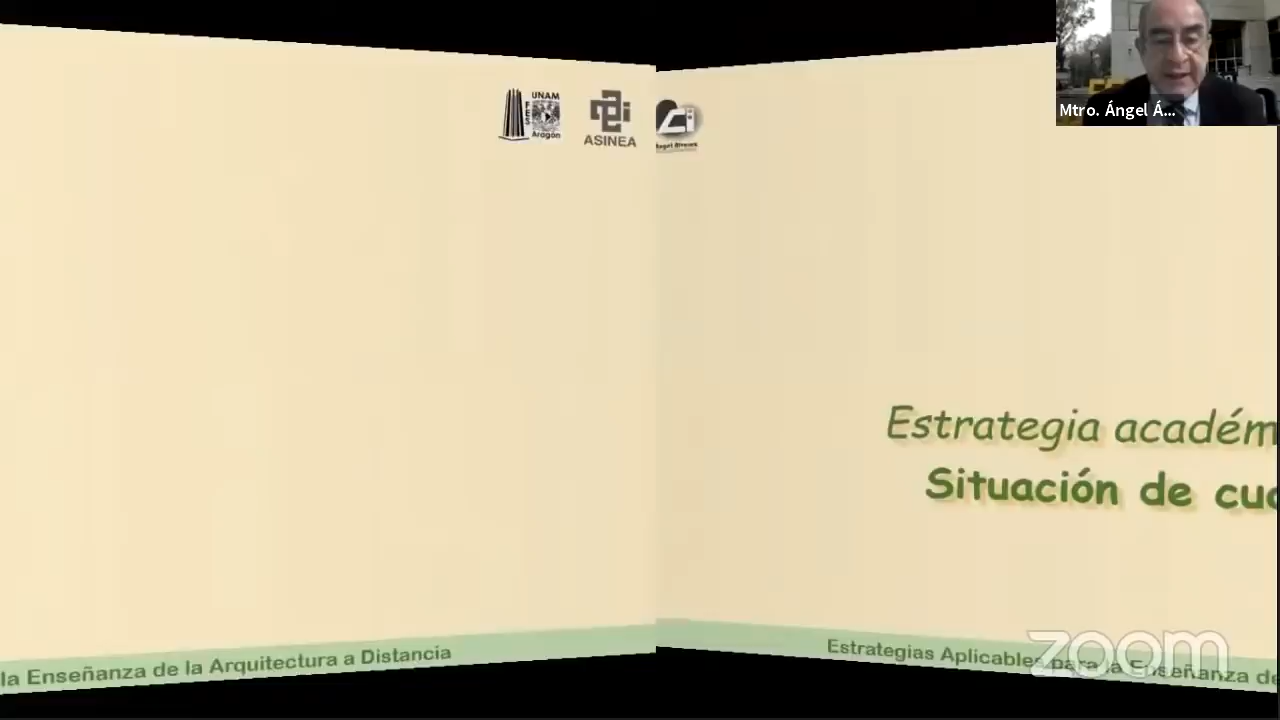 UNAM
FES
Aragón
ASINEA
Mtro. Ángel Á...
Estrategia académ
Situación de cua
la Enseñanza de la Arquitectura a Distancia
Estrategias Aplicables para la Enseñanza de
zoom